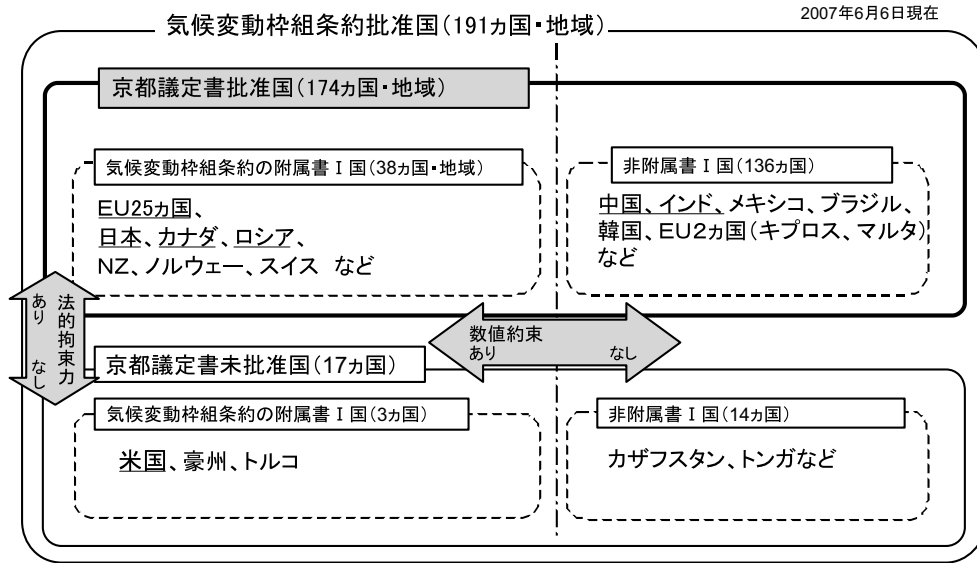 2007年6月6日現在
気候変動枠組条約批准国(191ヵ国・地域)
京都議定書批准国(174ヵ国・地域)
気候変動枠組条約の附属書Ⅰ国(38ヵ国・地域)
EU25ヵ国、
日本、カナダ、ロシア、
NZ、ノルウェー、スイス など
非附属書Ⅰ国(136ヵ国)
中国、インド、メキシコ、ブラジル、
韓国、EU2ヵ国(キプロス、マルタ)
など
法的拘束力
あり なし
数値約束
あり なし
京都議定書未批准国(17ヵ国)
気候変動枠組条約の附属書Ⅰ国(3ヵ国)
米国、豪州、トルコ
非附属書Ⅰ国(14ヵ国)
カザフスタン、トンガなど